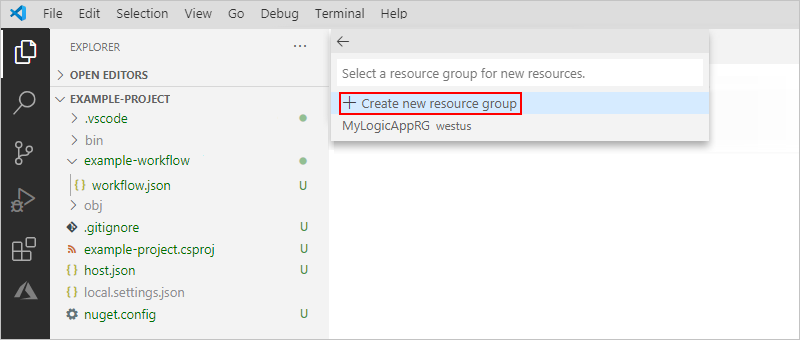 File Edit Selection View Go Debug Terminal Help
EXPLORER
OPEN EDITORS
EXAMPLE-PROJECT
.vscode
bin
example-workflow
{} workflow.json U
obj
.gitignore U
example-project.csproj U
{} host.json U
{} local.settings.json
nuget.config U
Select a resource group for new resources.
+ Create new resource group
MyLogicAppRG westus